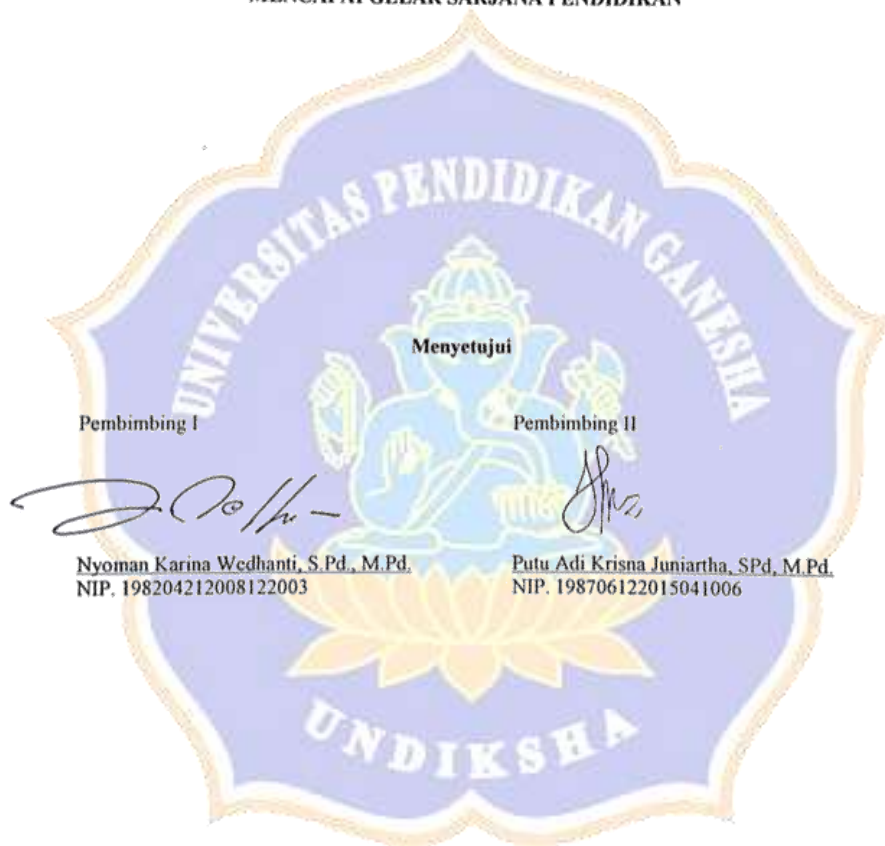 MENCAPAI GELAR SARJANA PENDIDIKAN
UNIVERSITAS PENDIDIKAN GANESHA
Menyetujui
Pembimbing I
Pembimbing II
Nyoman Karina Wedhanti, S.Pd., M.Pd.
Putu Adi Krisna Juniartha, SPd, M.Pd.
NIP. 198204212008122003
NIP. 198706122015041006
UNDIKSHA